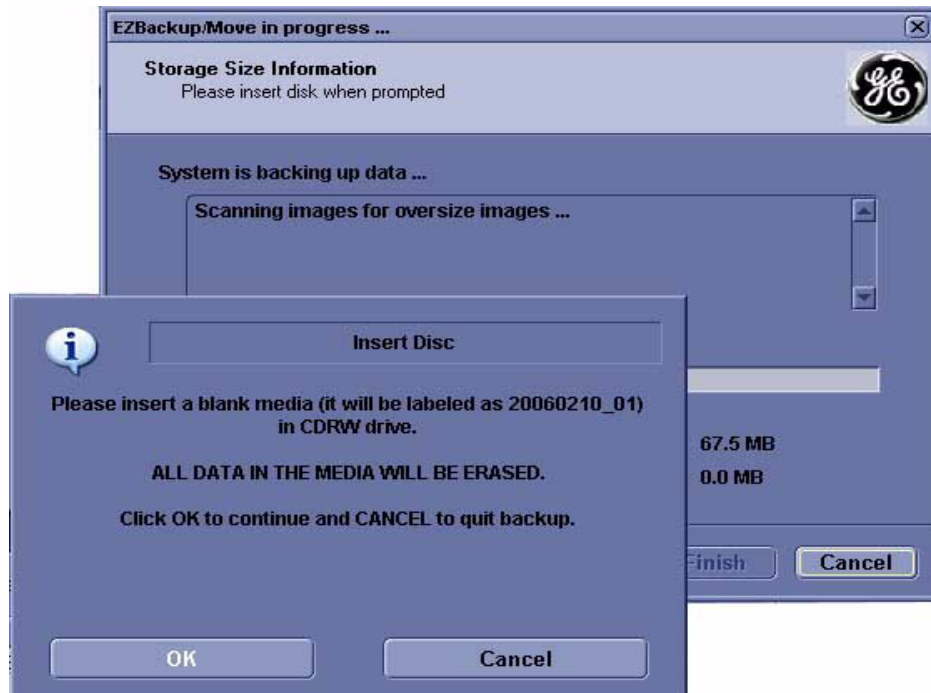 EZBackup/Move in progress ...
Storage Size Information
Please insert disk when prompted
GE
System is backing up data ...
Scanning images for oversize images ...
Insert Disc
Please insert a blank media (it will be labeled as 20060210_01)
in CDRW drive.
ALL DATA IN THE MEDIA WILL BE ERASED.
Click OK to continue and CANCEL to quit backup.
67.5 MB
0.0 MB
Finish
Cancel
OK
Cancel